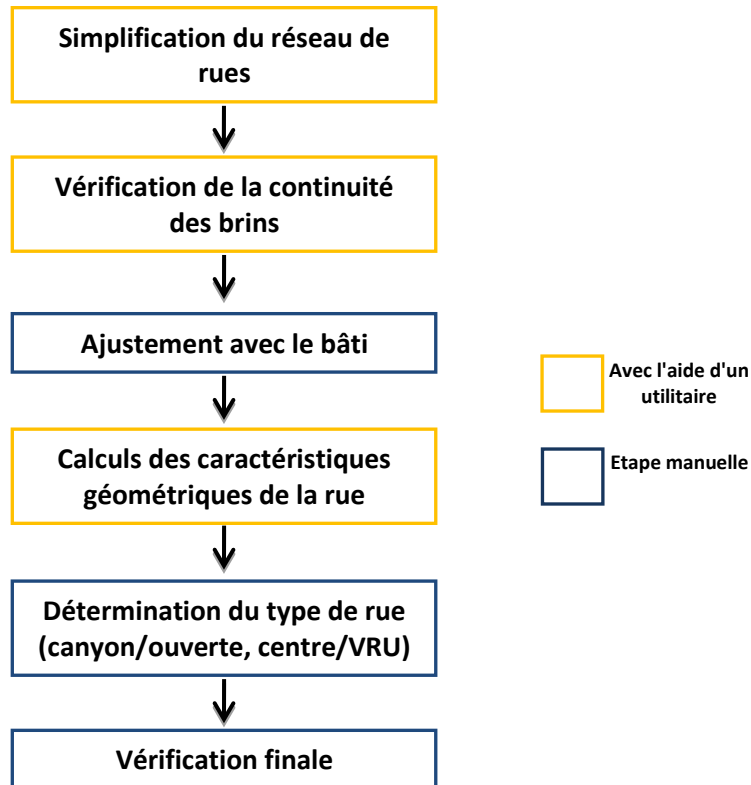 Simplification du réseau de
rues
Vérification de la continuité
des brins
Ajustement avec le bâti
Calculs des caractéristiques
géométriques de la rue
Détermination du type de rue
(canyon/ouverte, centre/VRU)
Vérification finale
Avec l'aide d'un
utilitaire
Etape manuelle